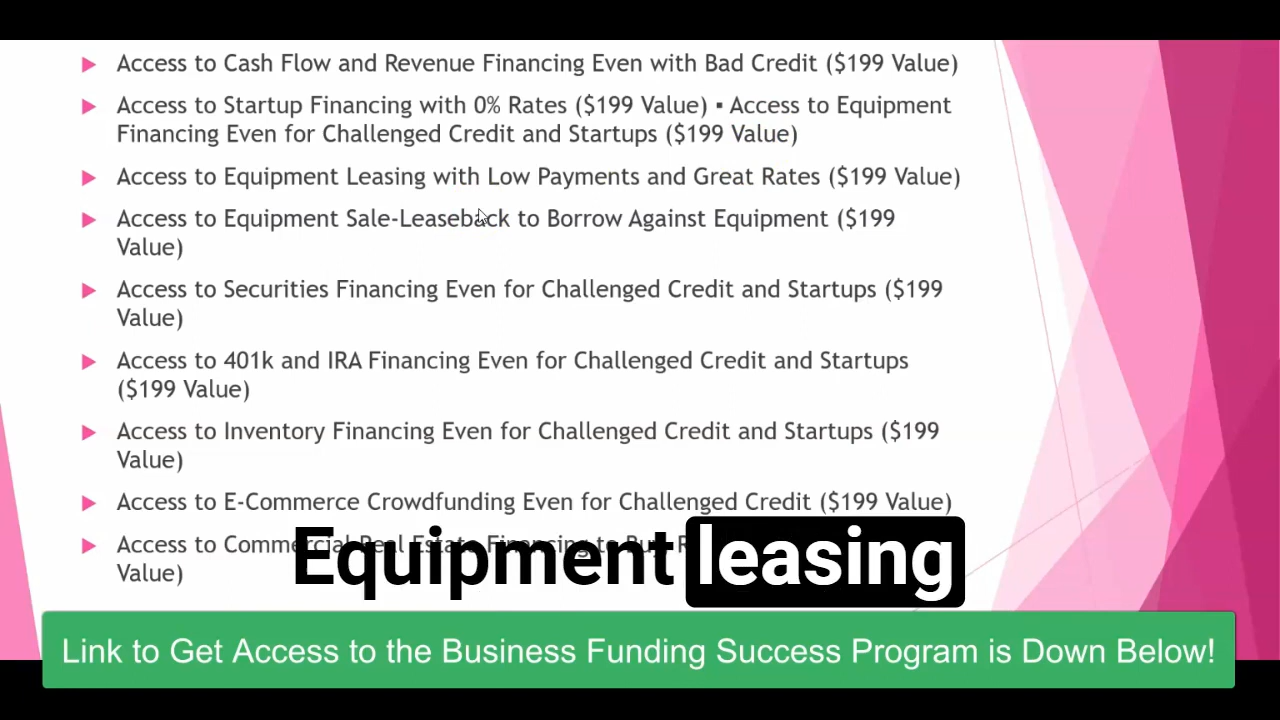 Access to Cash Flow and Revenue Financing Even with Bad Credit ($199 Value)
Access to Startup Financing with 0% Rates ($199 Value) ▪ Access to Equipment
Financing Even for Challenged Credit and Startups ($199 Value)
Access to Equipment Leasing with Low Payments and Great Rates ($199 Value)
Access to Equipment Sale-Leaseback to Borrow Against Equipment ($199
Value)
Access to Securities Financing Even for Challenged Credit and Startups ($199
Value)
Access to 401k and IRA Financing Even for Challenged Credit and Startups
($199 Value)
Access to Inventory Financing Even for Challenged Credit and Startups ($199
Value)
Access to E-Commerce Crowdfunding Even for Challenged Credit ($199 Value)
Access to Commercial Real Estate Financing to Buy
Value)
Equipment leasing
Link to Get Access to the Business Funding Success Program is Down Below!